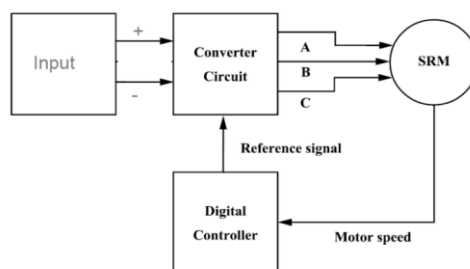 +
Input
-
Converter
Circuit
A
B
C
SRM
Reference signal
Digital
Controller
Motor speed